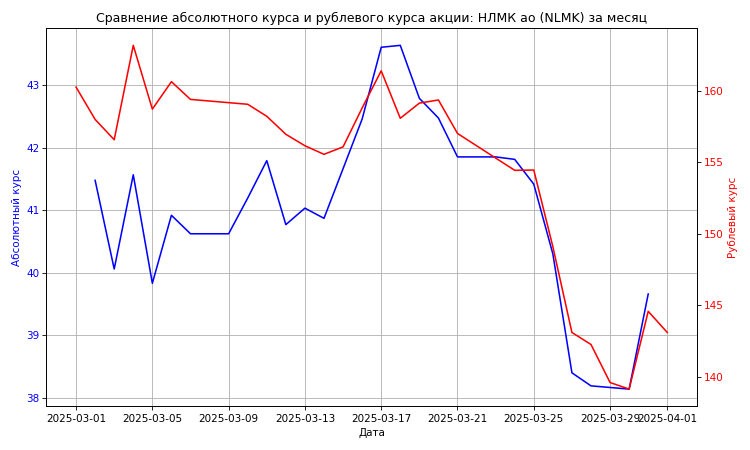 Сравнение абсолютного курса и рублевого курса акции: НЛМК ао (NLMK) за месяц
43
42
41
40
39
38
Абсолютный курс
160
155
150
145
140
Рублевый курс
2025-03-01 2025-03-05 2025-03-09 2025-03-13 2025-03-17 2025-03-21 2025-03-25 2025-03-29 2025-04-01
Дата